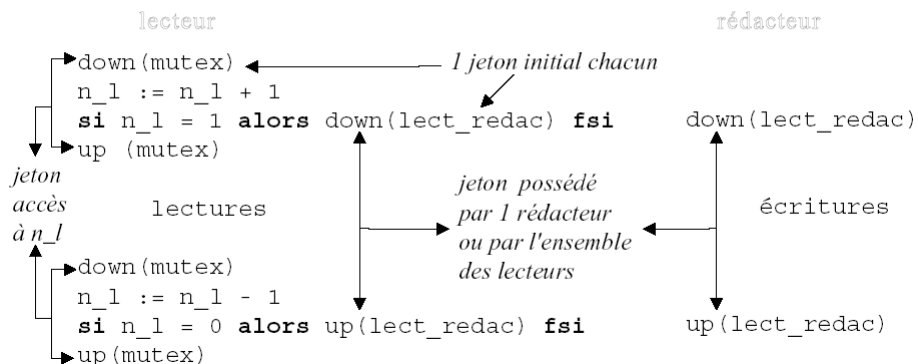 lecteur
rédacteur
down(mutex)
1 jeton initial chacun
n_l := n_l + 1
si n_l = 1 alors down(lect_redac) fsi
down(lect_redac)
up (mutex)
jeton
accès
à n_l
lectures
jeton possédé
par 1 rédacteur
ou par l'ensemble
des lecteurs
écritures
down(mutex)
n_l := n_l - 1
si n_l = 0 alors up(lect_redac) fsi
up(lect_redac)
up(mutex)